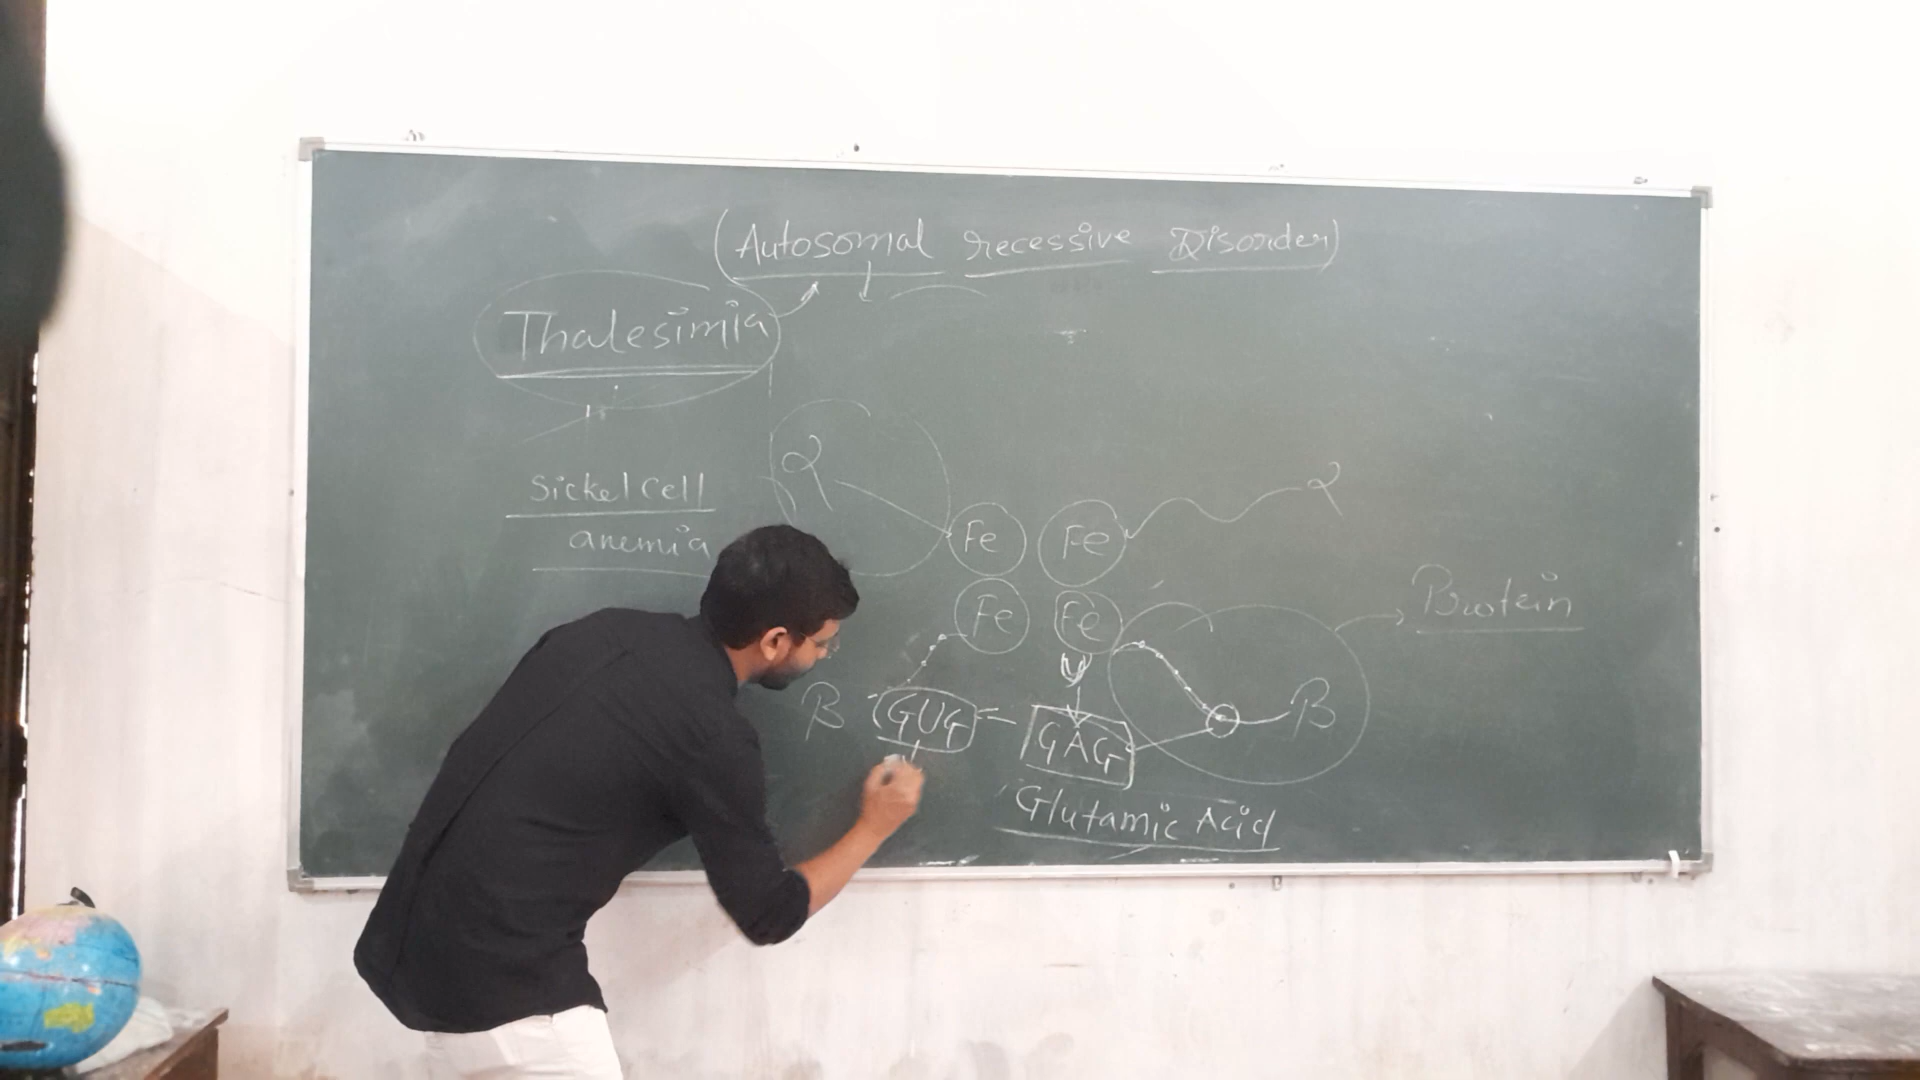 (Autosomal recessive Disorder)
Thalesimia
Sickel cell
anemia
α
α
Fe Fe
Fe Fe
Protein
β GUG GAG β
Glutamic Acid